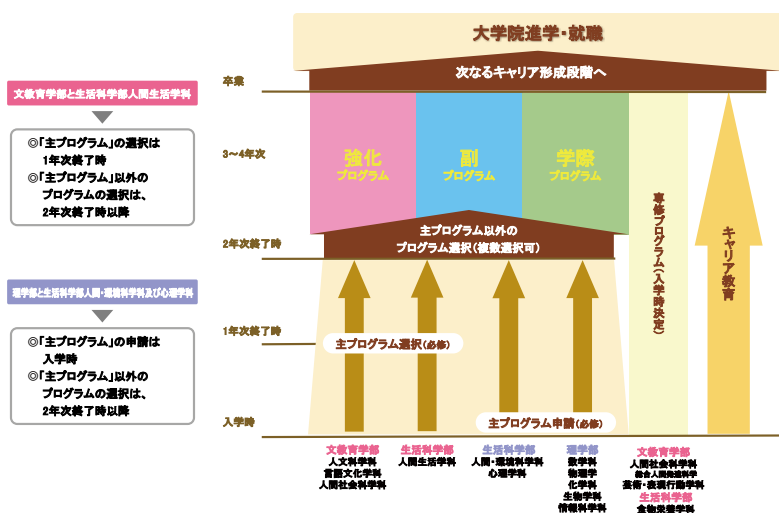 大学院進学・就職
次なるキャリア形成段階へ
卒業
文教育学部と生活科学部人間生活学科
◎「主プログラム」の選択は
1年次終了時
◎「主プログラム」以外の
プログラムの選択は、
2年次終了時以降
3〜4年次
強化
プログラム
副
プログラム
学際
プログラム
専修プログラム(入学時決定)
キャリア教育
主プログラム以外の
プログラム選択(複数選択可)
2年次終了時
理学部と生活科学部人間・環境科学科及び心理学科
◎「主プログラム」の申請は
入学時
◎「主プログラム」以外の
プログラムの選択は、
2年次終了時以降
1年次終了時
主プログラム選択(必修)
入学時
主プログラム申請(必修)
文教育学部
人文科学科
言語文化学科
人間社会科学科
生活科学部
人間生活学科
生活科学部
人間・環境科学科
心理学科
理学部
数学科
物理学
化学科
生物学科
情報科学科
文教育学部
人間社会科学科
総合人間発達科学
芸術・表現行動学科
生活科学部
食物栄養学科